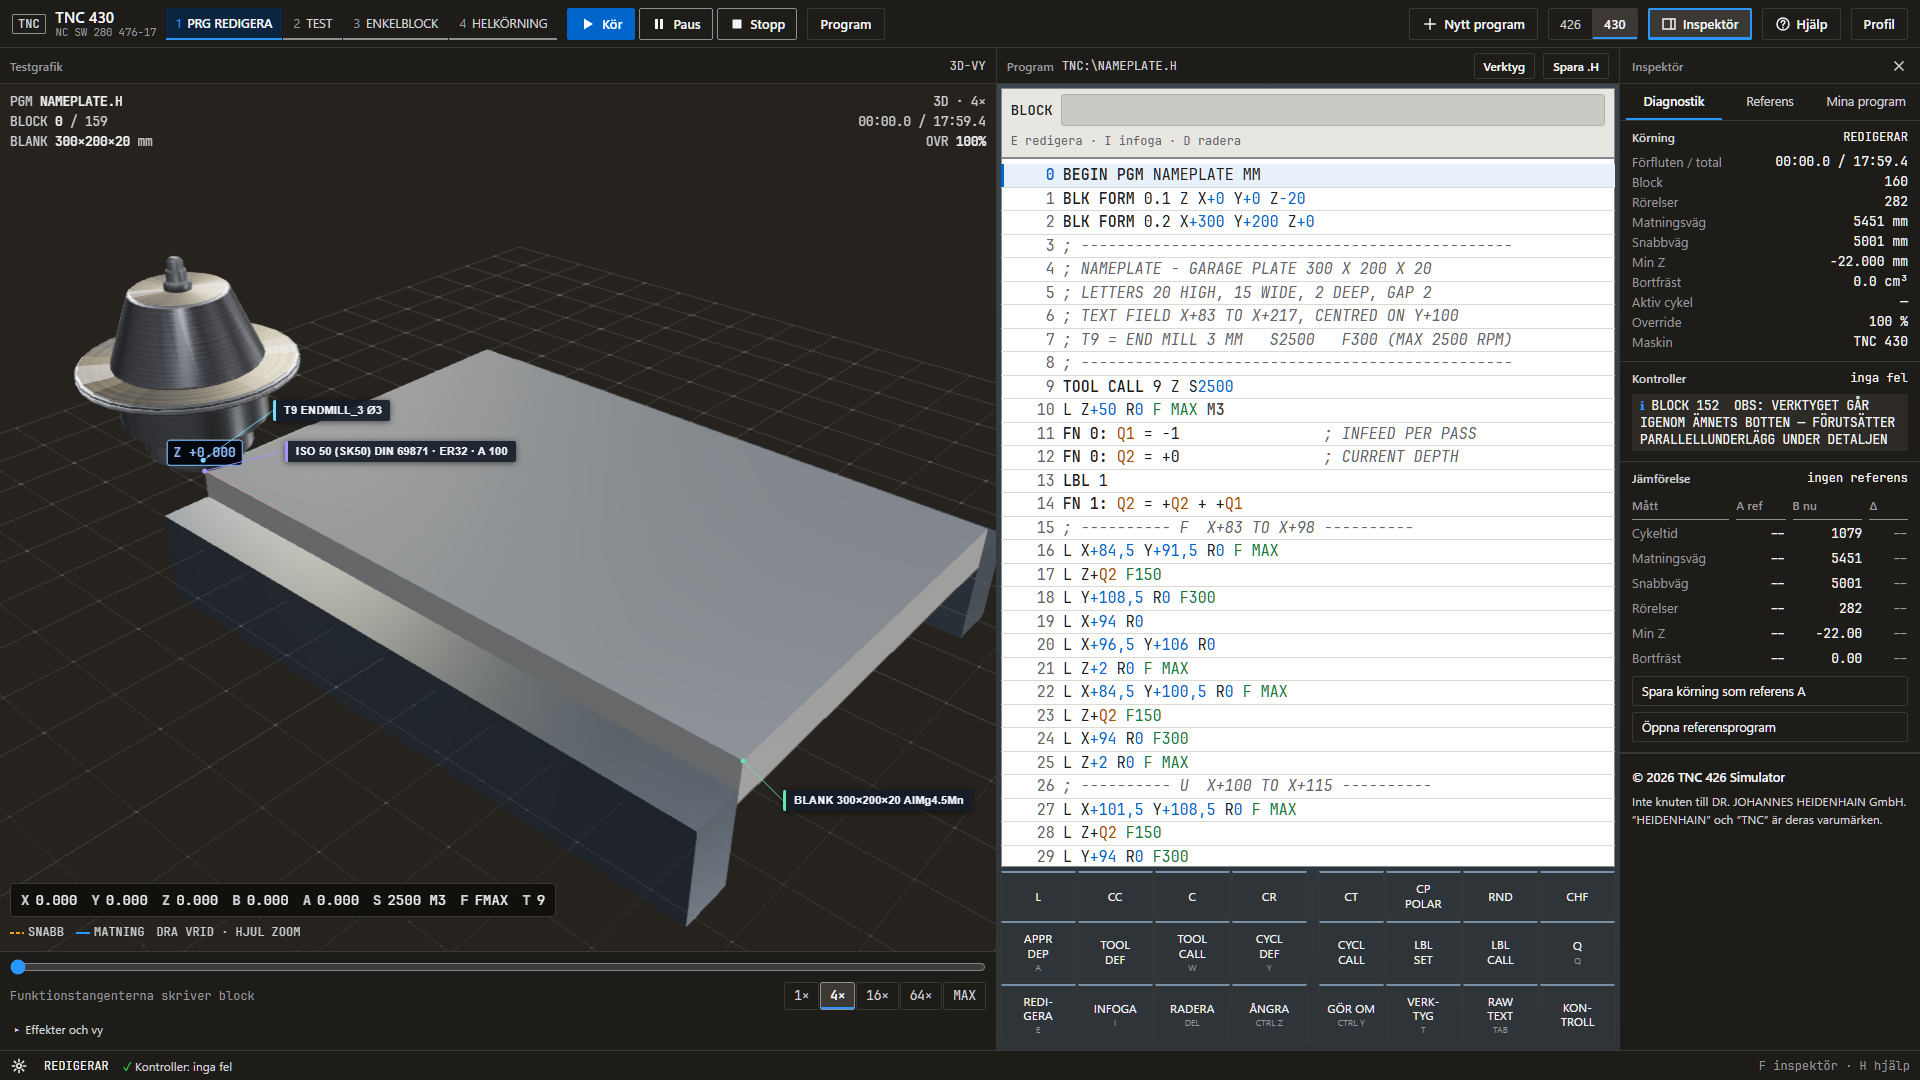 TNC
TNC 430
NC SW 280 476-17
1 PRG REDIGERA
2 TEST
3 ENKELBLOCK
4 HELKÖRNING
Kör
Paus
Stopp
Program
Nytt program
426
430
Inspektör
Hjälp
Profil
Testgrafik
3D-VY
PGM NAMEPLATE.H
BLOCK 0 / 159
BLANK 300×200×20 mm
3D · 4×
00:00.0 / 17:59.4
OVR 100%
T9 ENDMILL_3 Ø3
Z +0.000
ISO 50 (SK50) DIN 69871 · ER32 · A 100
BLANK 300×200×20 AlMg4.5Mn
X 0.000 Y 0.000 Z 0.000 B 0.000 A 0.000 S 2500 M3 F FMAX T 9
SNABB MATNING DRA VRID · HJUL ZOOM
Funktionstangenterna skriver block
1× 4× 16× 64× MAX
Effekter och vy
Program TNC:\NAMEPLATE.H
Verktyg
Spara .H
BLOCK
E redigera · I infoga · D radera
0 BEGIN PGM NAMEPLATE MM
1 BLK FORM 0.1 Z X+0 Y+0 Z-20
2 BLK FORM 0.2 X+300 Y+200 Z+0
3 ; ------------------------------------------------
4 ; NAMEPLATE - GARAGE PLATE 300 X 200 X 20
5 ; LETTERS 20 HIGH, 15 WIDE, 2 DEEP, GAP 2
6 ; TEXT FIELD X+83 TO X+217, CENTRED ON Y+100
7 ; T9 = END MILL 3 MM   S2500   F300 (MAX 2500 RPM)
8 ; ------------------------------------------------
9 TOOL CALL 9 Z S2500
10 L Z+50 R0 F MAX M3
11 FN 0: Q1 = -1 ; INFEED PER PASS
12 FN 0: Q2 = +0 ; CURRENT DEPTH
13 LBL 1
14 FN 1: Q2 = +Q2 + +Q1
15 ; ---------- F  X+83 TO X+98 ----------
16 L X+84,5 Y+91,5 R0 F MAX
17 L Z+Q2 F150
18 L Y+108,5 R0 F300
19 L X+94 R0
20 L X+96,5 Y+106 R0
21 L Z+2 R0 F MAX
22 L X+84,5 Y+100,5 R0 F MAX
23 L Z+Q2 F150
24 L X+94 R0 F300
25 L Z+2 R0 F MAX
26 ; ---------- U  X+100 TO X+115 ----------
27 L X+101,5 Y+108,5 R0 F MAX
28 L Z+Q2 F150
29 L Y+94 R0 F300
L
CC
C
CR
CT
CP POLAR
RND
CHF
APPR DEP A
TOOL DEF
TOOL CALL W
CYCL DEF Y
CYCL CALL
LBL SET
LBL CALL
Q Q
REDI-GERA E
INFOGA I
RADERA DEL
ÅNGRA CTRL Z
GÖR OM CTRL Y
VERK-TYG T
RAW TEXT TAB
KON-TROLL
Inspektör
Diagnostik
Referens
Mina program
Körning REDIGERAR
Förfluten / total 00:00.0 / 17:59.4
Block 160
Rörelser 282
Matningsväg 5451 mm
Snabbväg 5001 mm
Min Z -22.000 mm
Bortfräst 0.0 cm³
Aktiv cykel —
Override 100 %
Maskin TNC 430
Kontroller inga fel
i BLOCK 152 OBS: VERKTYGET GÅR
IGENOM ÄMNETS BOTTEN — FÖRUTSÄTTER
PARALLELLUNDERLÄGG UNDER DETALJEN
Jämförelse ingen referens
Mått A ref B nu Δ
Cykeltid —— 1079 ——
Matningsväg —— 5451 ——
Snabbväg —— 5001 ——
Rörelser —— 282 ——
Min Z —— -22.00 ——
Bortfräst —— 0.00 ——
Spara körning som referens A
Öppna referensprogram
© 2026 TNC 426 Simulator
Inte knuten till DR. JOHANNES HEIDENHAIN GmbH.
"HEIDENHAIN" och "TNC" är deras varumärken.
REDIGERAR
✓ Kontroller: inga fel
F inspektör · H hjälp